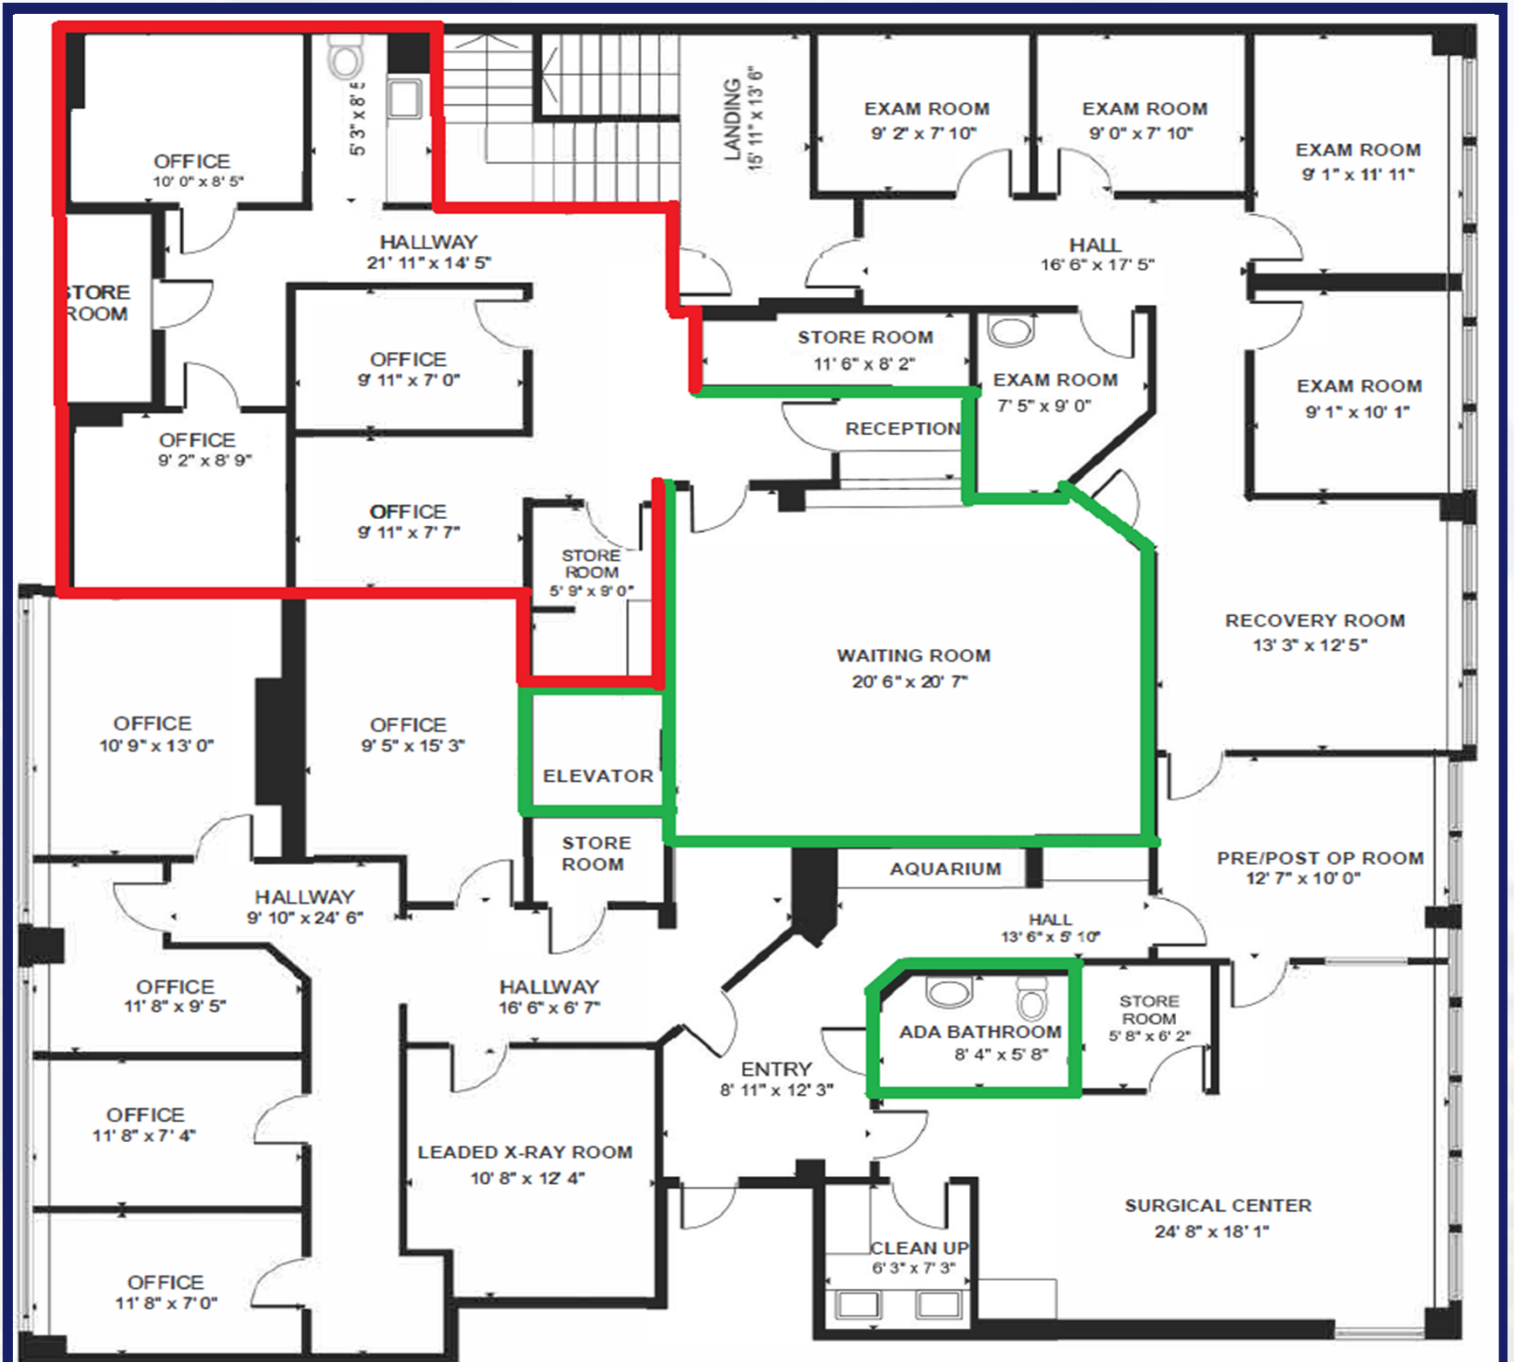 OFFICE
10' 0" x 8' 5"
5' 3" x 8' 5
LANDING
15' 11" x 13' 6"
EXAM ROOM
9' 2" x 7' 10"
EXAM ROOM
9' 0" x 7' 10"
EXAM ROOM
9' 1" x 11' 11"
HALLWAY
21' 11" x 14' 5"
HALL
16' 6" x 17' 5"
STORE
ROOM
STORE ROOM
11' 6" x 8' 2"
OFFICE
9' 11" x 7' 0"
EXAM ROOM
7' 5" x 9' 0"
EXAM ROOM
9' 1" x 10' 1"
OFFICE
9' 2" x 8' 9"
RECEPTION
OFFICE
9' 11" x 7' 7"
STORE
ROOM
5' 9" x 9' 0"
RECOVERY ROOM
13' 3" x 12' 5"
WAITING ROOM
20' 6" x 20' 7"
OFFICE
10' 9" x 13' 0"
OFFICE
9' 5" x 15' 3"
ELEVATOR
STORE
ROOM
AQUARIUM
PRE/POST OP ROOM
12' 7" x 10' 0"
HALLWAY
9' 10" x 24' 6"
HALL
13' 6" x 5' 10"
OFFICE
11' 8" x 9' 5"
HALLWAY
16' 6" x 6' 7"
ADA BATHROOM
8' 4" x 5' 8"
STORE
ROOM
5' 8" x 6' 2"
ENTRY
8' 11" x 12' 3"
OFFICE
11' 8" x 7' 4"
LEADED X-RAY ROOM
10' 8" x 12' 4"
SURGICAL CENTER
24' 8" x 18' 1"
CLEAN UP
6' 3" x 7' 3"
OFFICE
11' 8" x 7' 0"